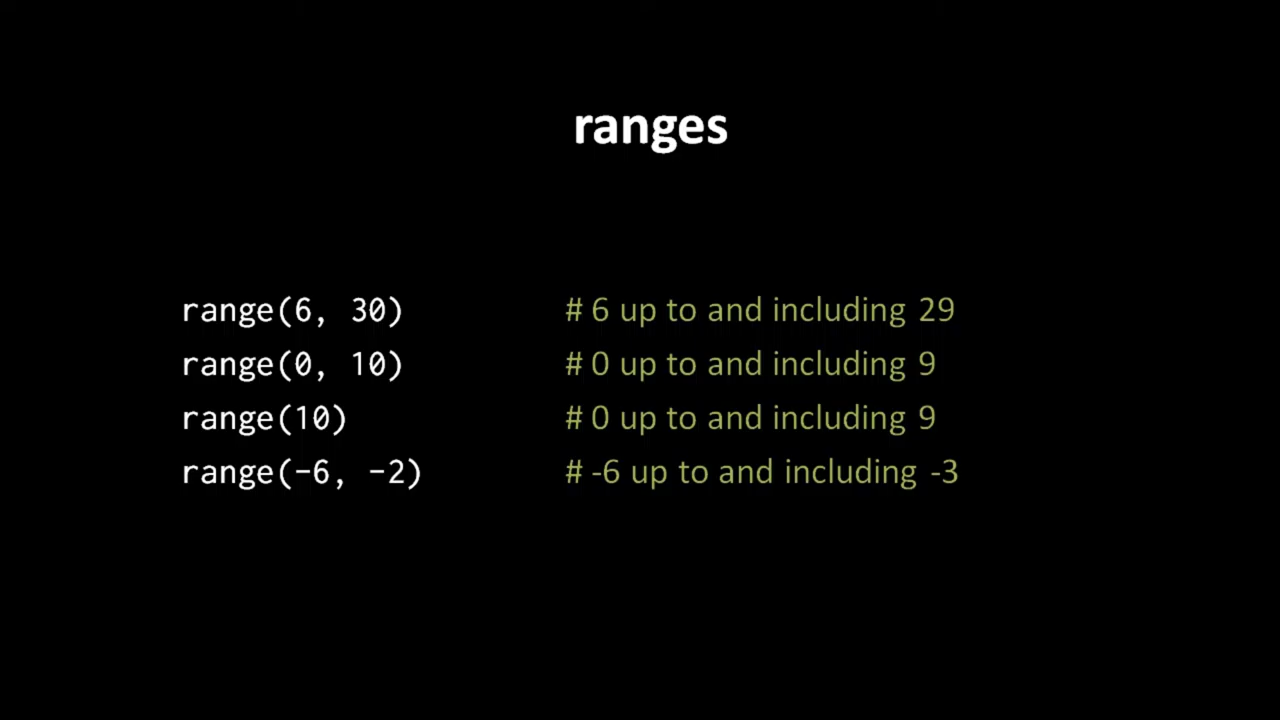 ranges
range(6, 30) # 6 up to and including 29
range(0, 10) # 0 up to and including 9
range(10) # 0 up to and including 9
range(-6, -2) # -6 up to and including -3